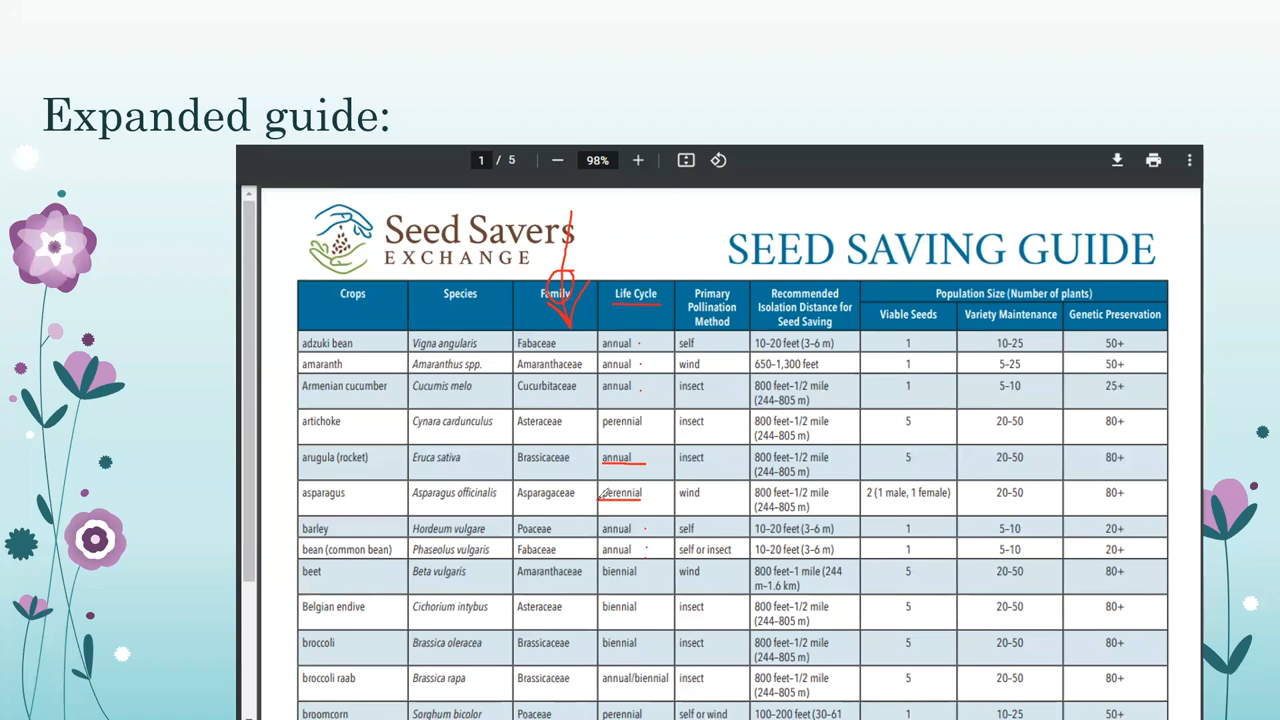 Expanded guide:
1 / 5
98%
Seed Savers
EXCHANGE
SEED SAVING GUIDE
Crops Species Family Life Cycle Primary Pollination Method Recommended Isolation Distance for Seed Saving Population Size (Number of plants)
Viable Seeds Variety Maintenance Genetic Preservation
adzuki bean Vigna angularis Fabaceae annual self 10–20 feet (3–6 m) 1 10-25 50+
amaranth Amaranthus spp. Amaranthaceae annual wind 650–1,300 feet 1 5-25 50+
Armenian cucumber Cucumis melo Cucurbitaceae annual insect 800 feet–1/2 mile (244–805 m) 1 5-10 25+
artichoke Cynara cardunculus Asteraceae perennial insect 800 feet–1/2 mile (244–805 m) 5 20-50 80+
arugula (rocket) Eruca sativa Brassicaceae annual insect 800 feet–1/2 mile (244–805 m) 5 20-50 80+
asparagus Asparagus officinalis Asparagaceae perennial wind 800 feet–1/2 mile (244–805 m) 2 (1 male, 1 female) 20-50 80+
barley Hordeum vulgare Poaceae annual self 10–20 feet (3–6 m) 1 5-10 20+
bean (common bean) Phaseolus vulgaris Fabaceae annual self or insect 10–20 feet (3–6 m) 1 5-10 20+
beet Beta vulgaris Amaranthaceae biennial wind 800 feet–1 mile (244 m–1.6 km) 5 20-50 80+
Belgian endive Cichorium intybus Asteraceae biennial insect 800 feet–1/2 mile (244–805 m) 5 20-50 80+
broccoli Brassica oleracea Brassicaceae biennial insect 800 feet–1/2 mile (244–805 m) 5 20-50 80+
broccoli raab Brassica rapa Brassicaceae annual/biennial insect 800 feet–1/2 mile (244–805 m) 5 20-50 80+
broomcorn Sorghum bicolor Poaceae perennial self or wind 100–200 feet (30–61 1 10-25 50+